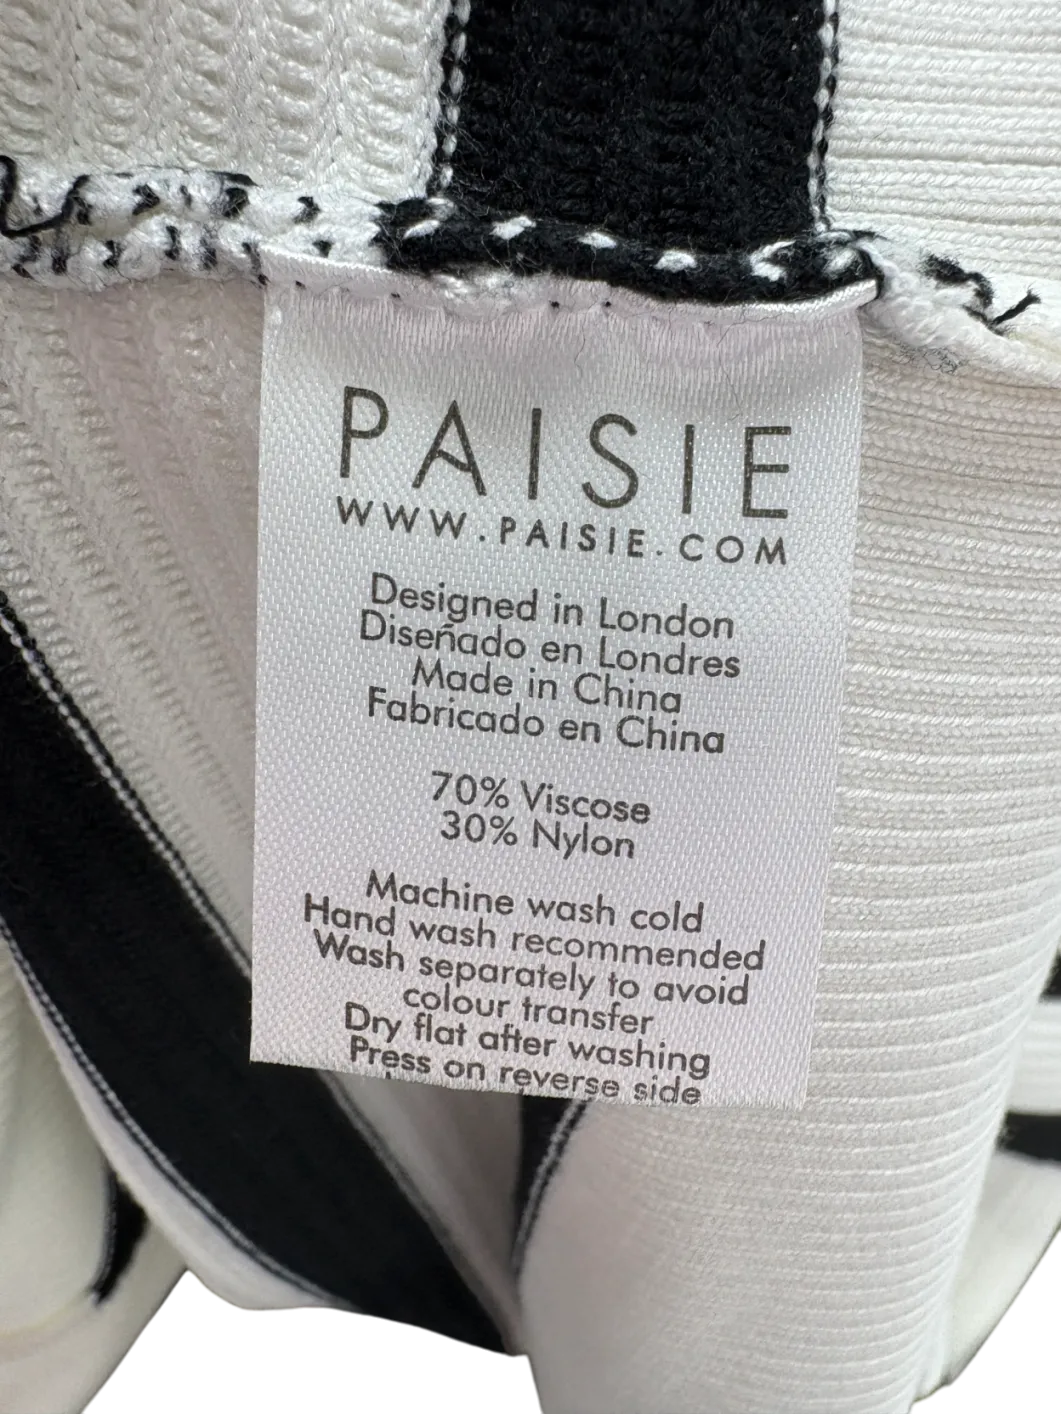 PAISIE
WWW.PAISIE.COM
Designed in London
Diseñado en Londres
Made in China
Fabricado en China
70% Viscose
30% Nylon
Machine wash cold
Hand wash recommended
Wash separately to avoid
colour transfer
Dry flat after washing
Press on reverse side